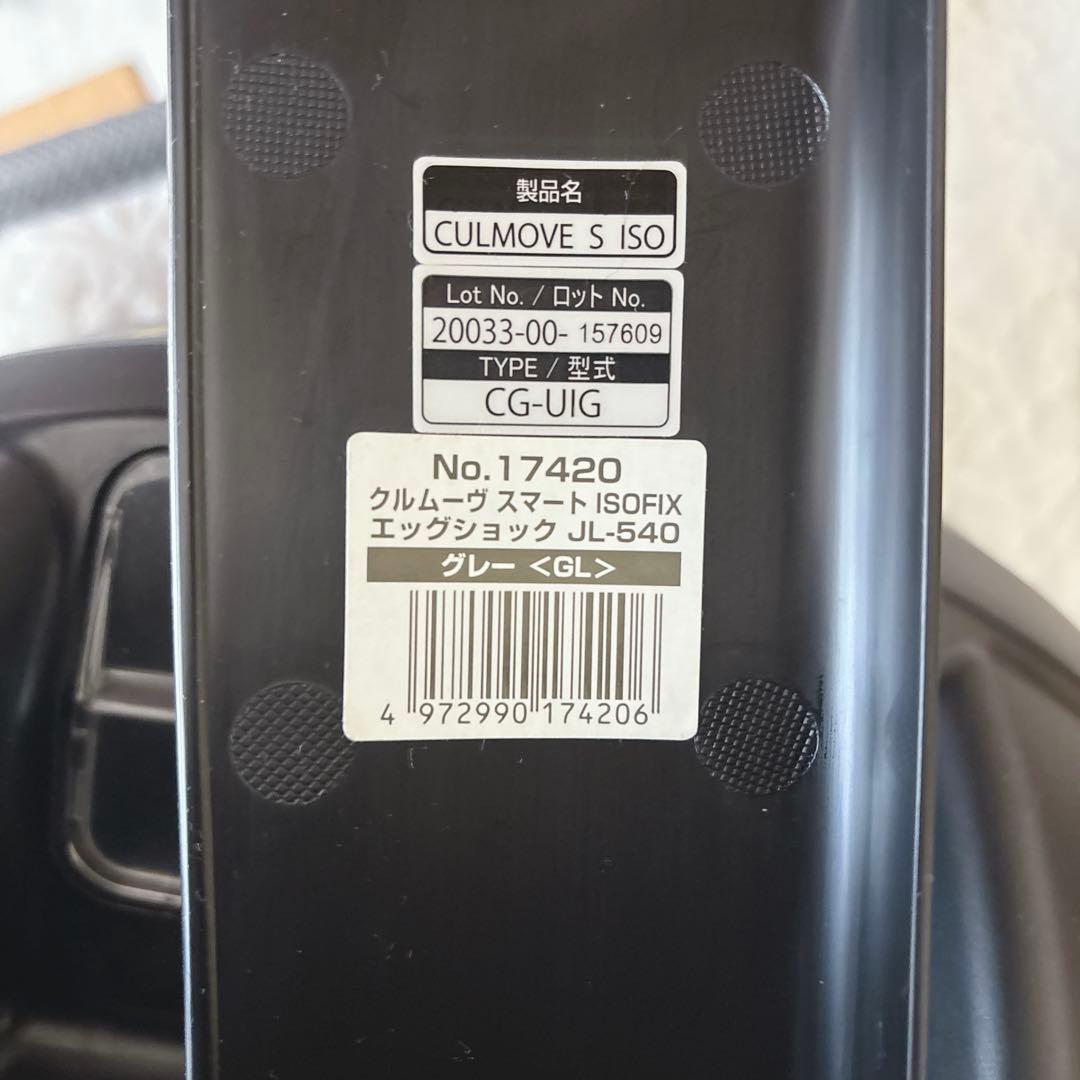 製品名
CULMOVE S ISO
Lot No. / ロット No.
20033-00- 157609
TYPE / 型式
CG-UIG
No.17420
クルムーヴ スマート ISOFIX
エッグショック JL-540
グレー <GL>
4 972990 174206